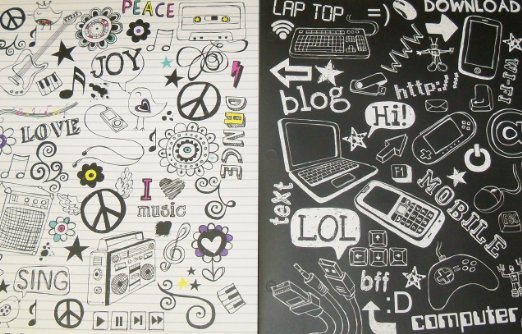 PEACE
JOY
LOVE
DANCE
I
music
SING
LAP TOP =)
DOWNLOAD
WI-FI
http:
blog
Hi!
F1
text
MOBILE
LOL
bff
:D
computer